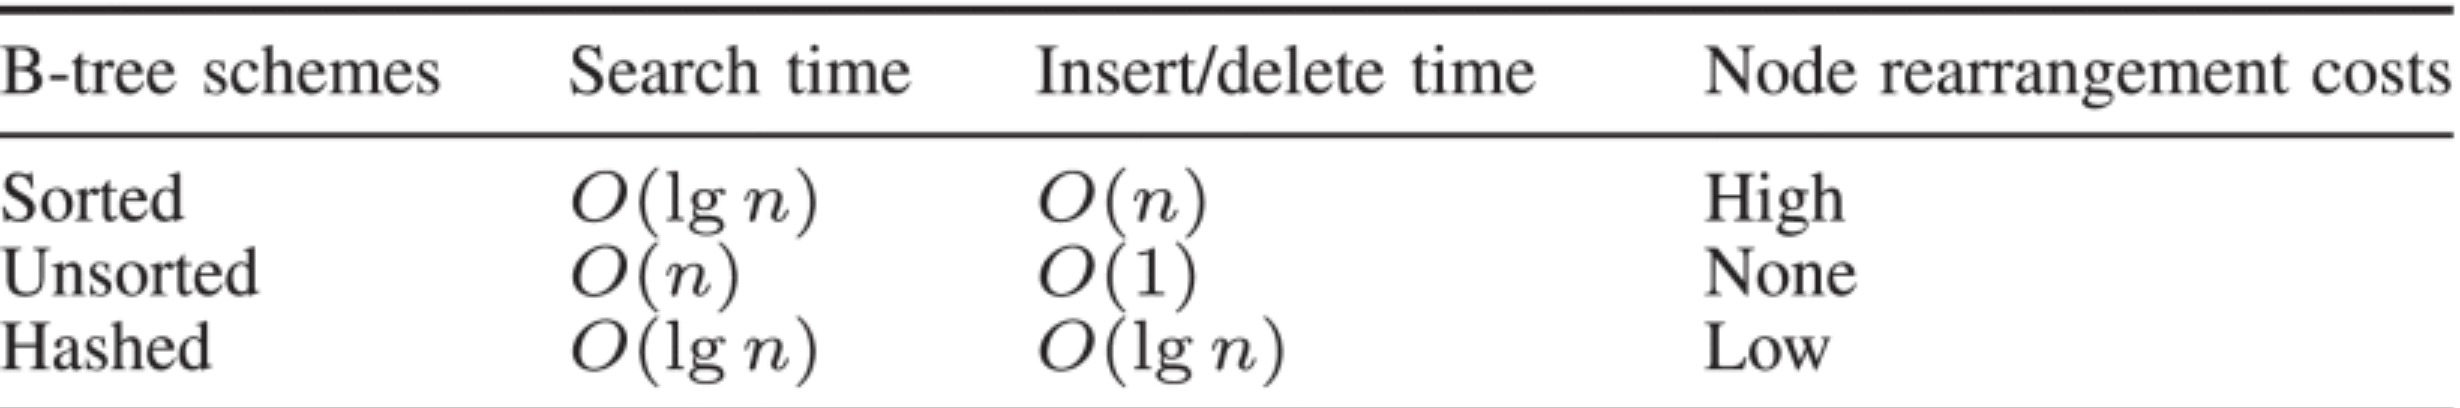 B-tree schemes Search time Insert/delete time Node rearrangement costs
Sorted O(lg n) O(n) High
Unsorted O(n) O(1) None
Hashed O(lg n) O(lg n) Low